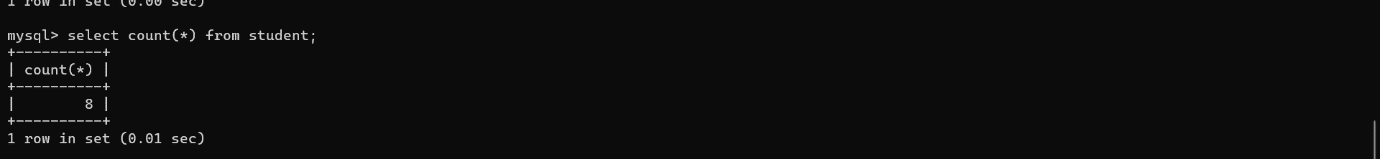 1 row in set (0.00 sec)
mysql> select count(*) from student;
+----------+
| count(*) |
+----------+
|        8 |
+----------+
1 row in set (0.01 sec)